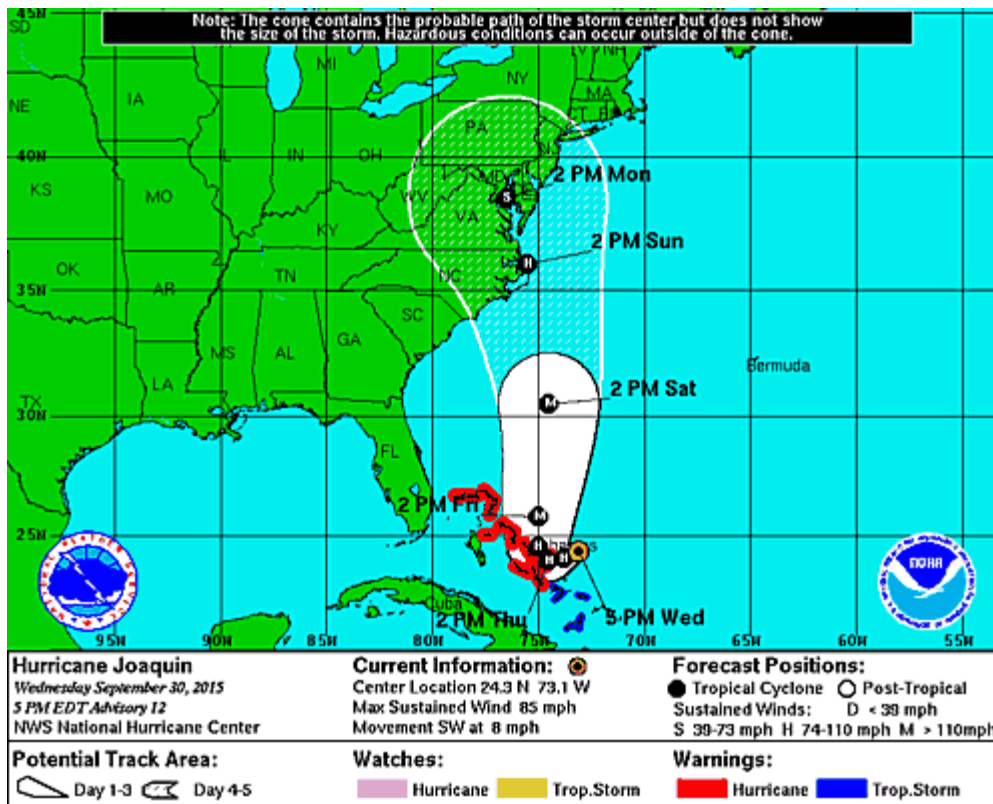 Note: The cone contains the probable path of the storm center but does not show
the size of the storm. Hazardous conditions can occur outside of the cone.
45N
SD
MI
NY
VT
NH
NE
IA
MA
CT
RI
PA
NJ
IL
IN
OH
40N
KS
MO
WV
MD
DE
2 PM Mon
VA
KY
2 PM Sun
OK
TN
NC
35N
AR
SC
MS
AL
GA
Bermuda
LA
TX
2 PM Sat
30N
FL
2 PM Fri
25N
Bahamas
NOAA
Cuba
2 PM Thu
5 PM Wed
95W 90W 85W 80W 75W 70W 65W 60W 55W
S
H
M
M
H
H
H
Hurricane Joaquin
Wednesday September 30, 2015
5 PM EDT Advisory 12
NWS National Hurricane Center
Current Information:
Center Location 24.3 N 73.1 W
Max Sustained Wind 85 mph
Movement SW at 8 mph
Forecast Positions:
Tropical Cyclone Post-Tropical
Sustained Winds: D < 39 mph
S 39-73 mph H 74-110 mph M > 110mph
Potential Track Area:
Day 1-3 Day 4-5
Watches:
Hurricane Trop.Storm
Warnings:
Hurricane Trop.Storm